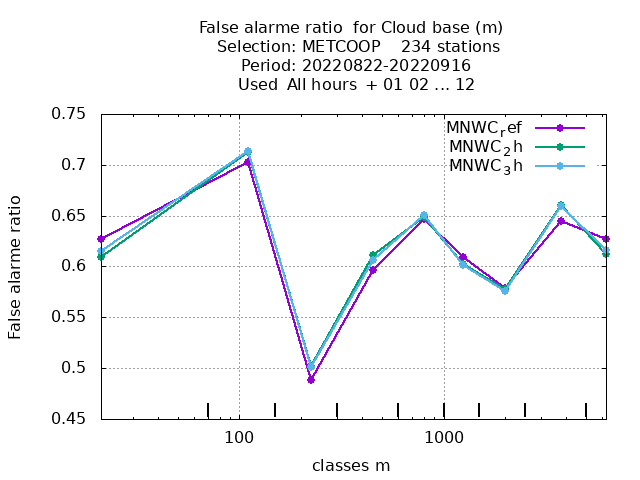 False alarme ratio  for Cloud base (m)
Selection: METCOOP    234 stations
Period: 20220822-20220916
Used  All hours  + 01 02 ... 12
MNWC_ref
MNWC_2h
MNWC_3h
0.75
0.7
0.65
0.6
0.55
0.5
0.45
False alarme ratio
100
1000
classes m